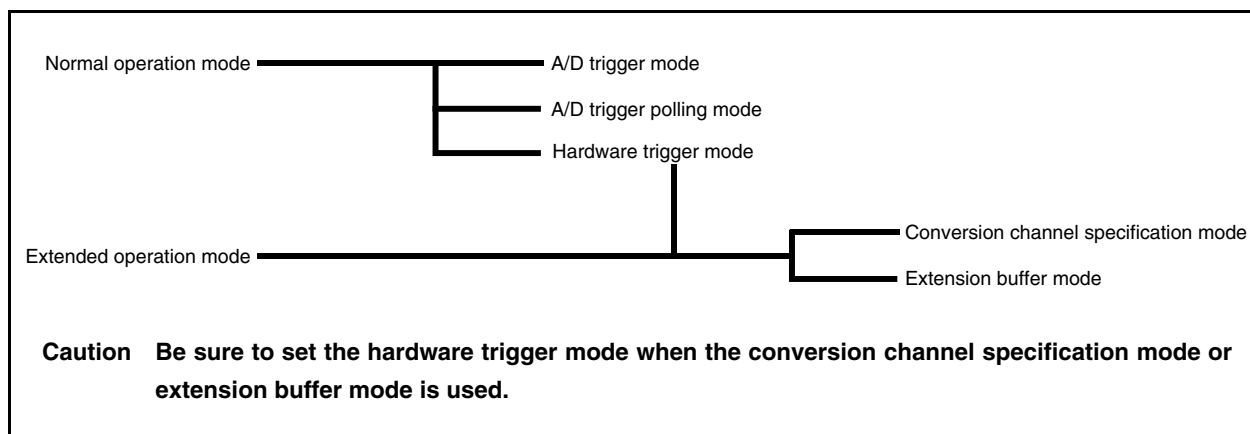 Normal operation mode
A/D trigger mode
A/D trigger polling mode
Hardware trigger mode
Extended operation mode
Conversion channel specification mode
Extension buffer mode
Caution Be sure to set the hardware trigger mode when the conversion channel specification mode or
extension buffer mode is used.